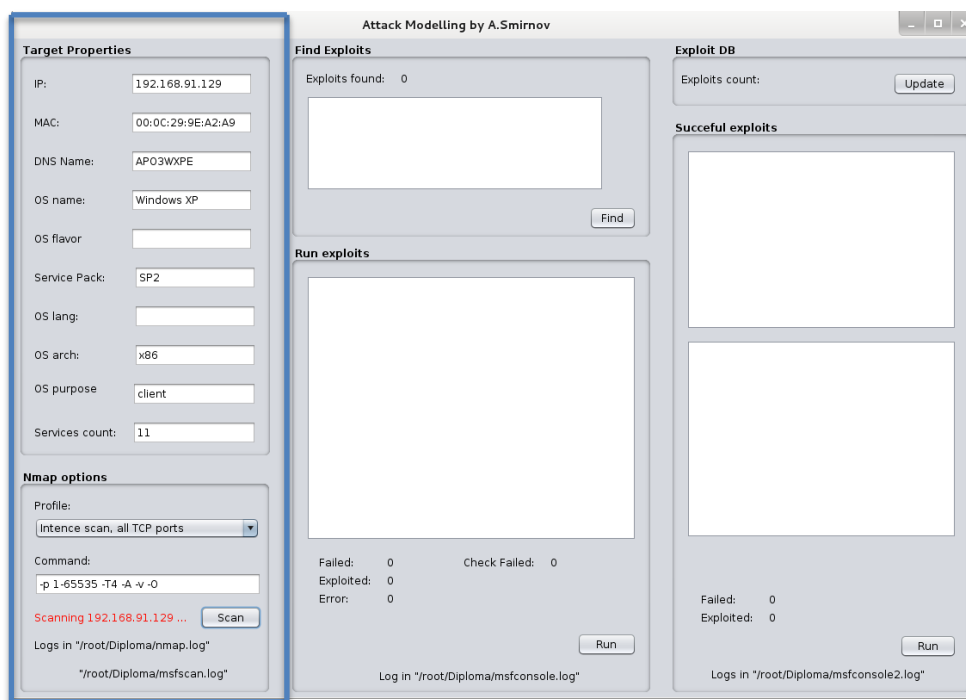 Attack Modelling by A.Smirnov
Target Properties
IP: 192.168.91.129
MAC: 00:0C:29:9E:A2:A9
DNS Name: APO3WXPE
OS name: Windows XP
OS flavor
Service Pack: SP2
OS lang:
OS arch: x86
OS purpose client
Services count: 11
Nmap options
Profile:
Intence scan, all TCP ports
Command:
-p 1-65535 -T4 -A -v -O
Scanning 192.168.91.129 ... Scan
Logs in "/root/Diploma/nmap.log"
"/root/Diploma/msfscan.log"
Find Exploits
Exploits found: 0
Find
Run exploits
Failed: 0 Check Failed: 0
Exploited: 0
Error: 0
Run
Log in "/root/Diploma/msfconsole.log"
Exploit DB
Exploits count: Update
Succeful exploits
Failed: 0
Exploited: 0
Run
Logs in "/root/Diploma/msfconsole2.log"